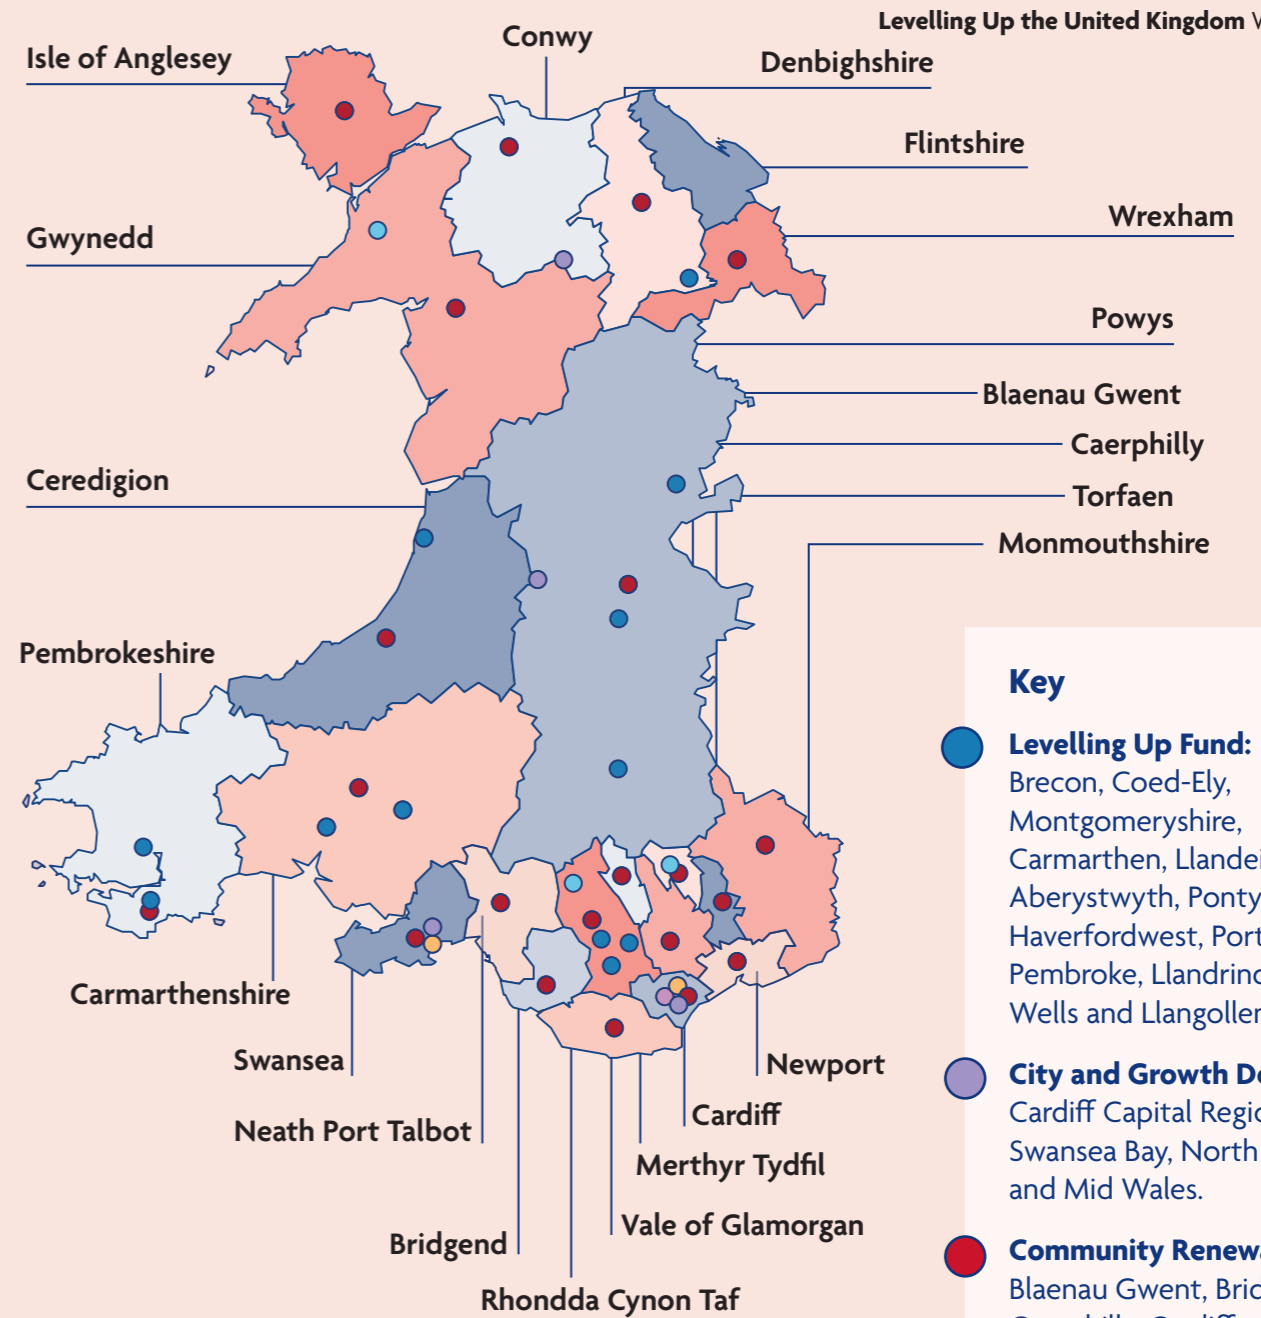 Levelling Up the United Kingdom
Conwy
Isle of Anglesey
Denbighshire
Flintshire
Wrexham
Gwynedd
Powys
Blaenau Gwent
Caerphilly
Ceredigion
Torfaen
Monmouthshire
Pembrokeshire
Carmarthenshire
Swansea
Newport
Neath Port Talbot
Cardiff
Merthyr Tydfil
Vale of Glamorgan
Bridgend
Rhondda Cynon Taf
Key
Levelling Up Fund:
Brecon, Coed-Ely,
Montgomeryshire,
Carmarthen,
Aberystwyth,
Haverfordwest,
Pembroke,
Wells and
City and Growth
Cardiff Capital
Swansea Bay, North
and Mid Wales.
Community
Blaenau Gwent,